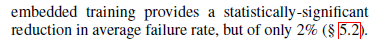 embedded training provides a statistically-significant
reduction in average failure rate, but of only 2% (§ 5.2).